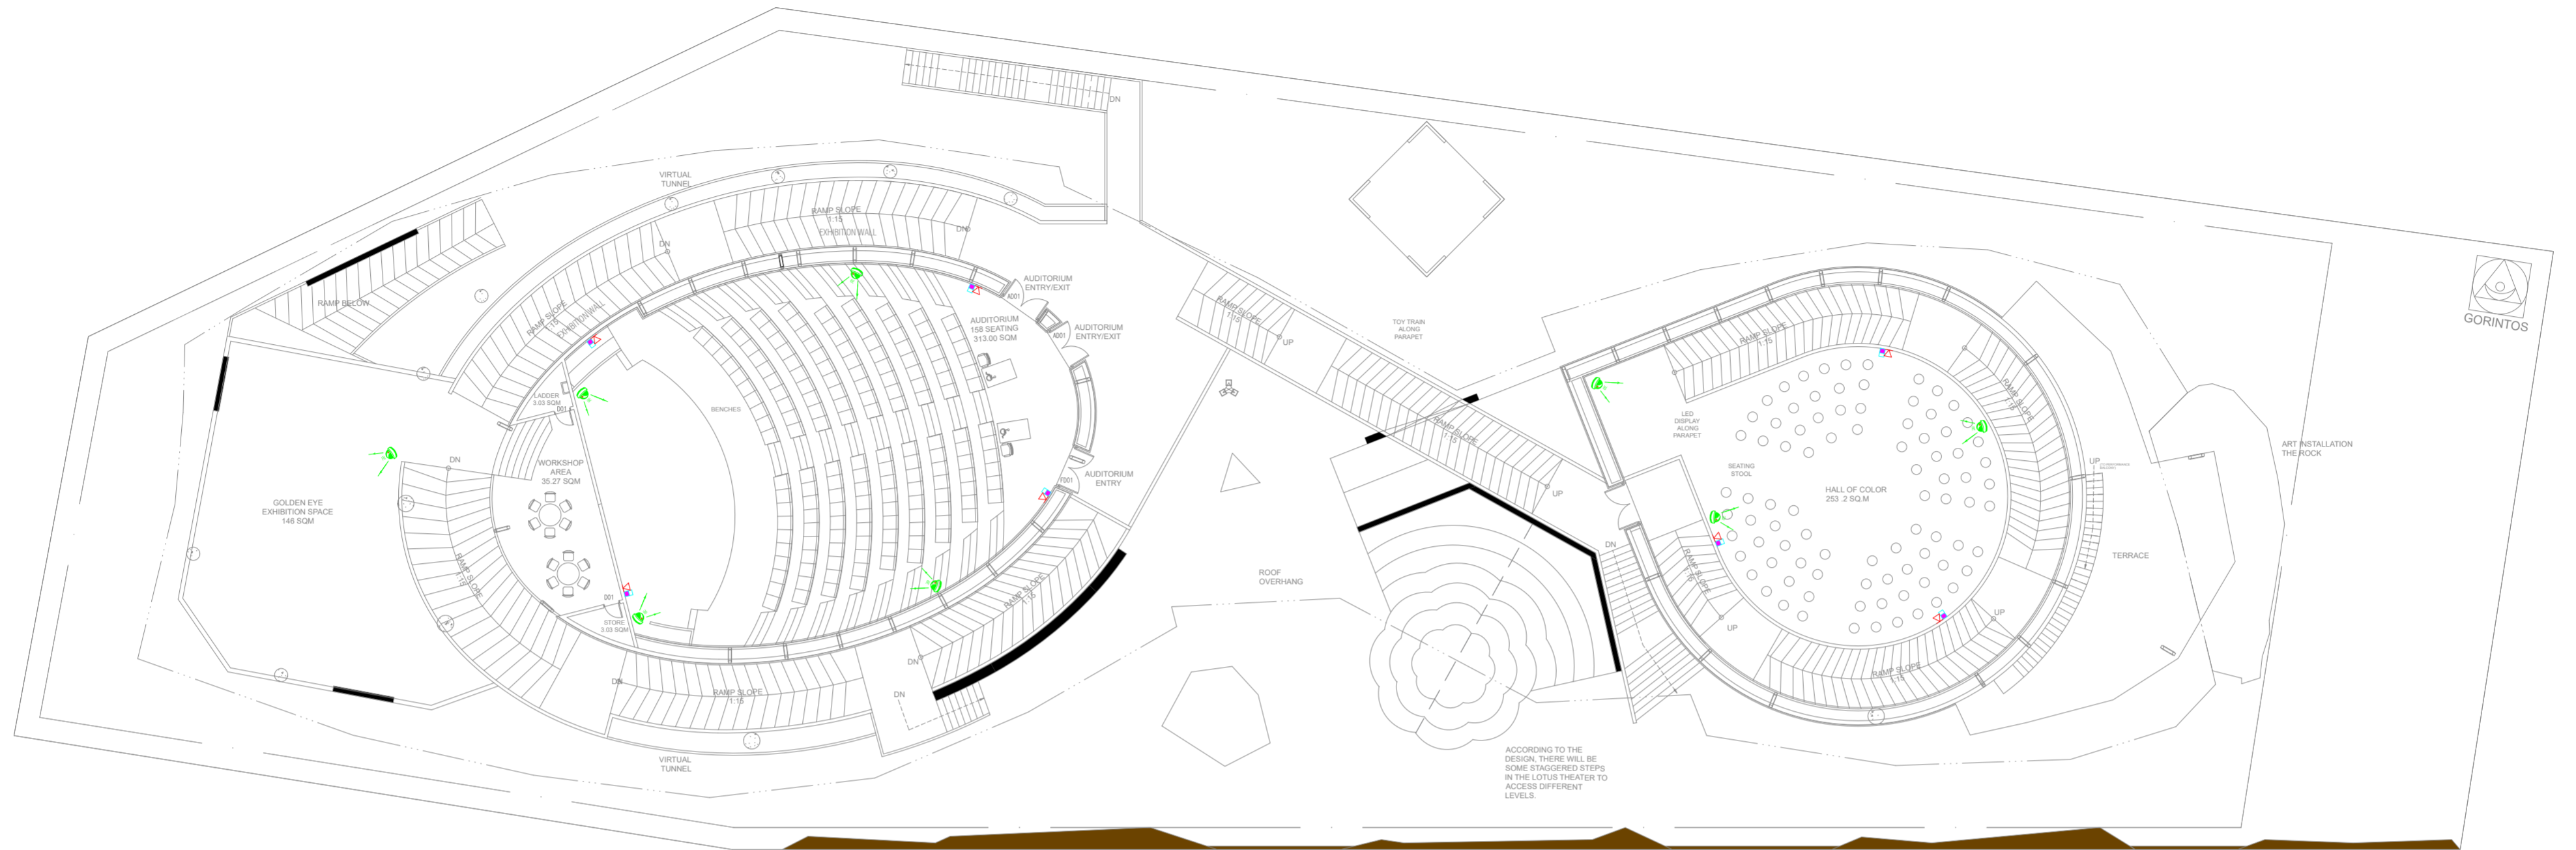 DN
VIRTUAL
TUNNEL
RAMP SLOPE
1:15
EXHIBITION WALL
DN
DN
RAMP BELOW
RAMP SLOPE
1:15
EXHIBITION WALL
AUDITORIUM
ENTRY/EXIT
AD01
AUDITORIUM
158 SEATING
313.00 SQM
AUDITORIUM
ENTRY/EXIT
AD01
RAMP SLOPE
1:15
UP
TOY TRAIN
ALONG
PARAPET
RAMP SLOPE
1:15
RAMP SLOPE
1:15
GORINTOS
LADDER
3.03 SQM
D01
BENCHES
RAMP SLOPE
1:15
UP
LED
DISPLAY
ALONG
PARAPET
ART INSTALLATION
THE ROCK
DN
WORKSHOP
AREA
35.27 SQM
AUDITORIUM
ENTRY
FD01
SEATING
STOOL
UP
HALL OF COLOR
253 .2 SQ.M
GOLDEN EYE
EXHIBITION SPACE
146 SQM
RAMP SLOPE
1:15
DN
TERRACE
ROOF
OVERHANG
RAMP SLOPE
1:15
RAMP SLOPE
1:15
D01
STORE
3.03 SQM
UP
UP
DN
DN
RAMP SLOPE
1:15
DN
RAMP SLOPE
1:15
VIRTUAL
TUNNEL
ACCORDING TO THE
DESIGN, THERE WILL BE
SOME STAGGERED STEPS
IN THE LOTUS THEATER TO
ACCESS DIFFERENT
LEVELS.